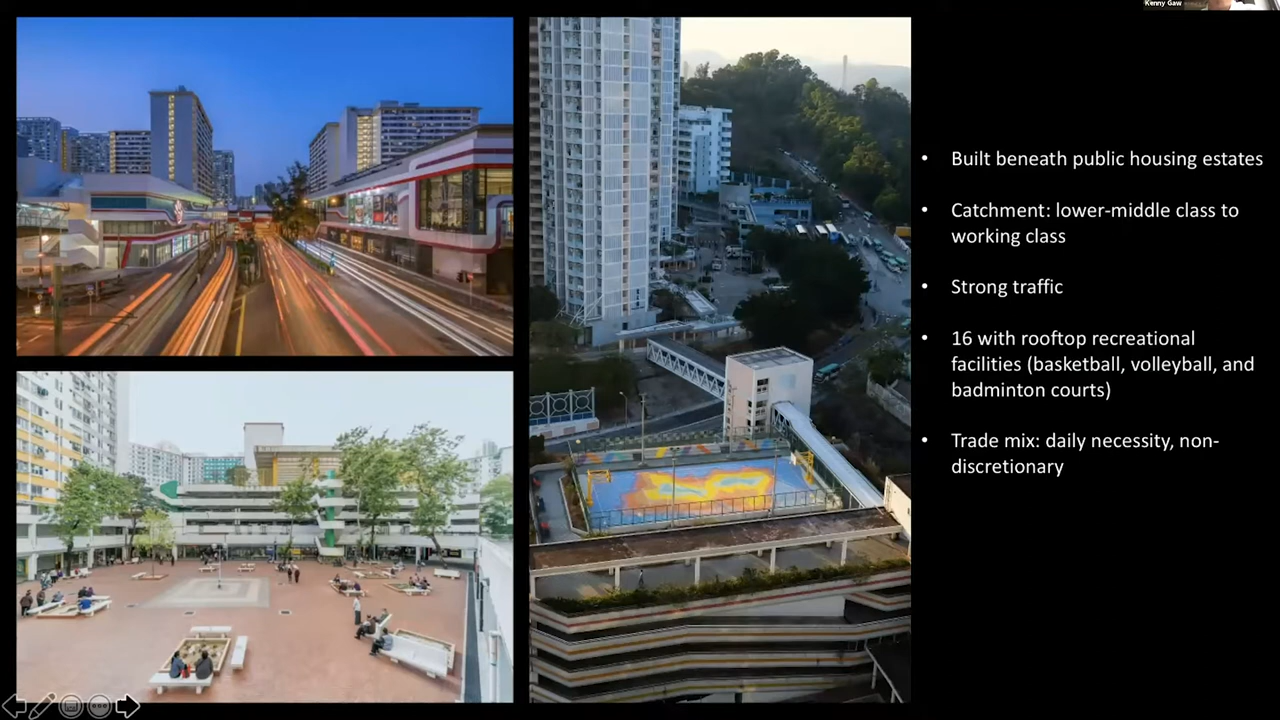 Kenny Gaw
• Built beneath public housing estates
• Catchment: lower-middle class to
working class
• Strong traffic
• 16 with rooftop recreational
facilities (basketball, volleyball, and
badminton courts)
• Trade mix: daily necessity, non-
discretionary